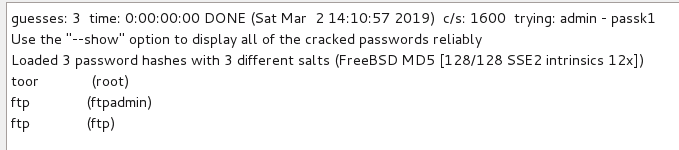 guesses: 3  time: 0:00:00:00 DONE (Sat Mar  2 14:10:57 2019)  c/s: 1600  trying: admin - passk1
Use the "--show" option to display all of the cracked passwords reliably
Loaded 3 password hashes with 3 different salts (FreeBSD MD5 [128/128 SSE2 intrinsics 12x])
toor             (root)
ftp              (ftpadmin)
ftp              (ftp)